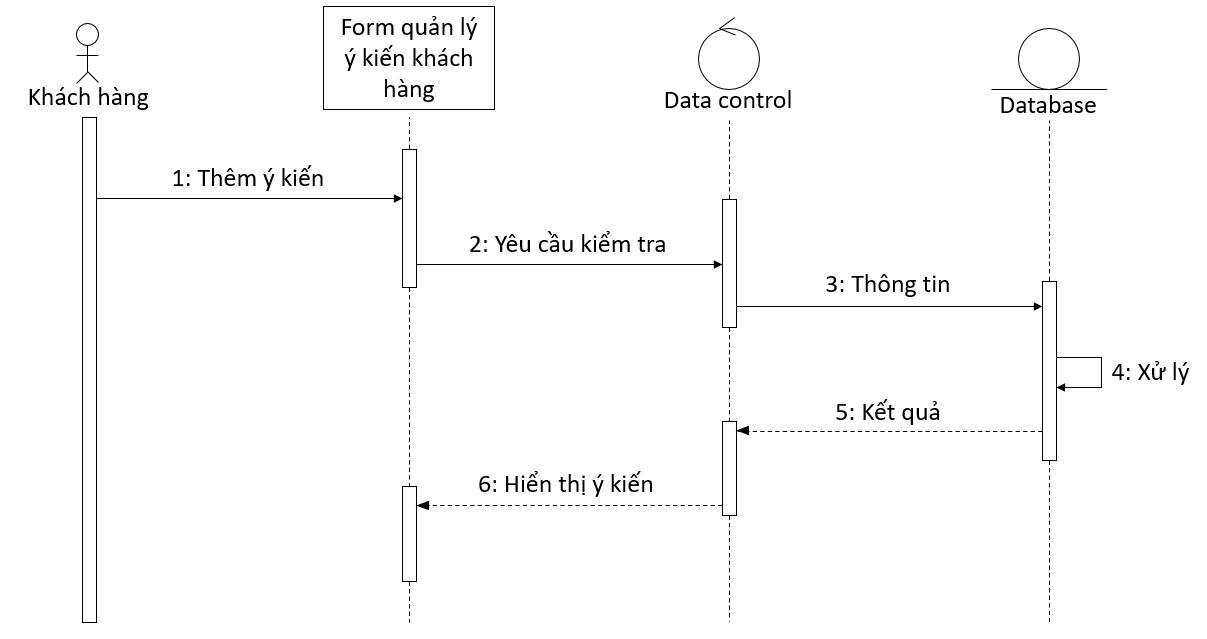 Form quản lý
ý kiến khách
hàng
Khách hàng
Data control
Database
1: Thêm ý kiến
2: Yêu cầu kiểm tra
3: Thông tin
4: Xử lý
5: Kết quả
6: Hiển thị ý kiến